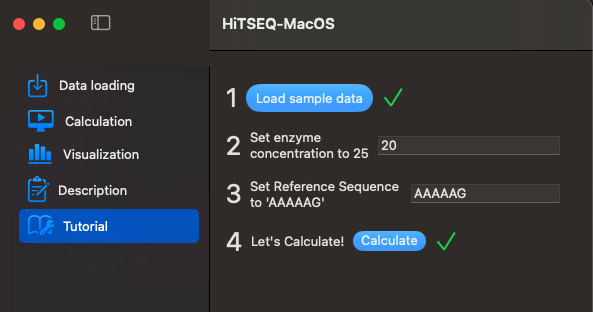 HiTSEQ-MacOS
Data loading
Calculation
Visualization
Description
Tutorial
1 Load sample data
2 Set enzyme
concentration to 25 20
3 Set Reference Sequence
to 'AAAAAG' AAAAAG
4 Let's Calculate! Calculate